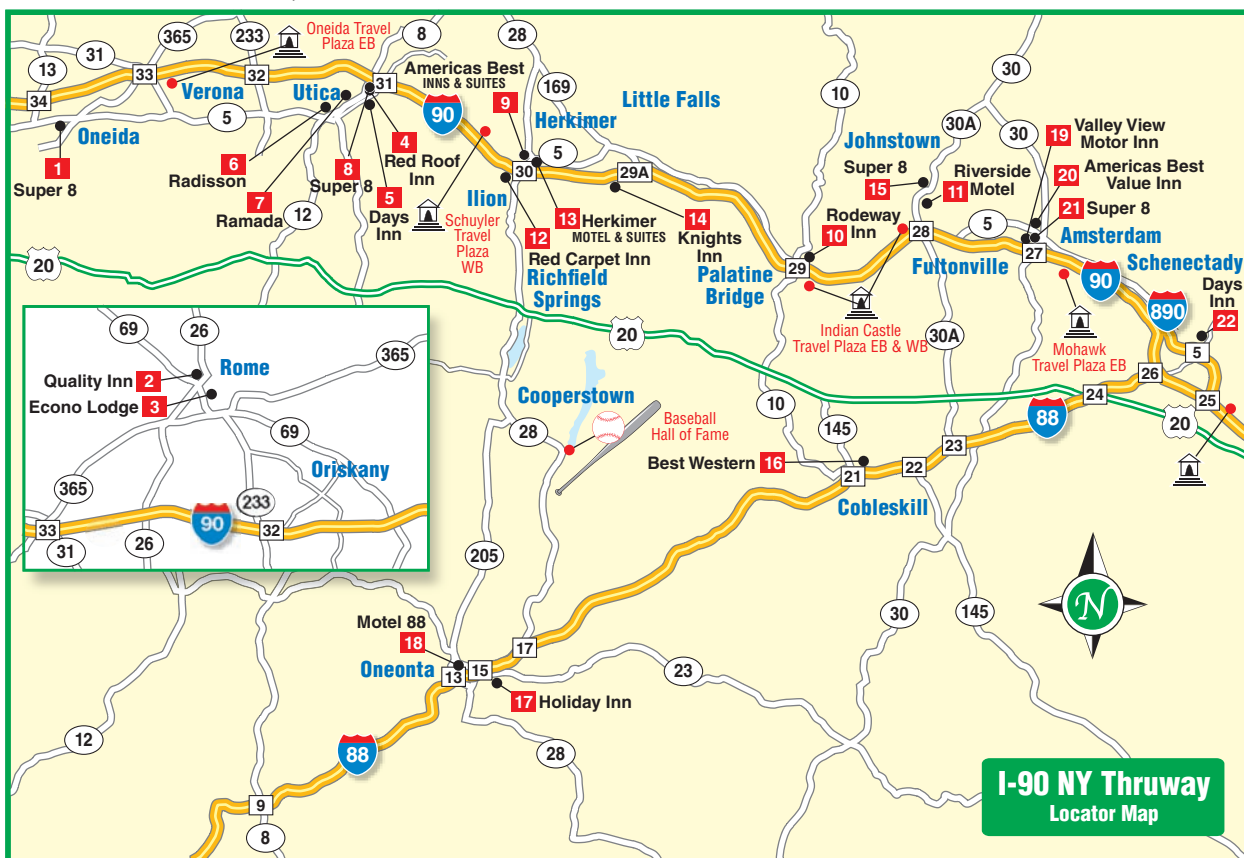 365
233
Oneida Travel
Plaza EB
8
28
31
13
33
32
31
34
Verona
Utica
5
Oneida
1
Super 8
6
Radisson
7
Ramada
8
Super 8
4
Red Roof
Inn
5
Days
Inn
12
90
Americas Best
INNS & SUITES
9
169
Herkimer
5
Little Falls
30
29A
Ilion
Schuyler
Travel
Plaza
WB
12
Red Carpet Inn
13
Herkimer
MOTEL & SUITES
14
Knights
Inn
Richfield
Springs
10
30
30A
30
Johnstown
Super 8
15
11
Riverside
Motel
19
Valley View
Motor Inn
20
Americas Best
Value Inn
21
Super 8
10
Rodeway
Inn
28
5
27
Amsterdam
Fultonville
29
Palatine
Bridge
Schenectady
90
890
Days
Inn
22
5
Indian Castle
Travel Plaza EB & WB
30A
Mohawk
Travel Plaza EB
26
25
24
20
20
20
88
69
26
365
Rome
Quality Inn
2
Econo Lodge
3
69
Oriskany
365
233
90
33
32
31
26
Cooperstown
28
Baseball
Hall of Fame
10
145
23
Best Western
16
22
21
Cobleskill
205
30
145
N
Motel 88
18
17
Oneonta
13
15
23
17
Holiday Inn
12
88
28
9
8
I-90 NY Thruway
Locator Map